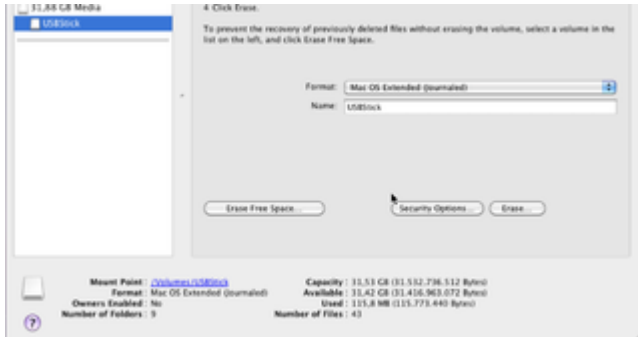 31,88 GB Media
USBStick
4 Click Erase.
To prevent the recovery of previously deleted files without erasing the volume, select a volume in the
list on the left, and click Erase Free Space.
Format: Mac OS Extended (Journaled)
Name: USBStick
Erase Free Space... Security Options... Erase...
Mount Point : /Volumes/USBStick Capacity : 31,53 GB (31.532.736.512 Bytes)
Format : Mac OS Extended (Journaled) Available : 31,42 GB (31.416.963.072 Bytes)
Owners Enabled : No Used : 115,8 MB (115.773.440 Bytes)
Number of Folders : 9 Number of Files : 43
?